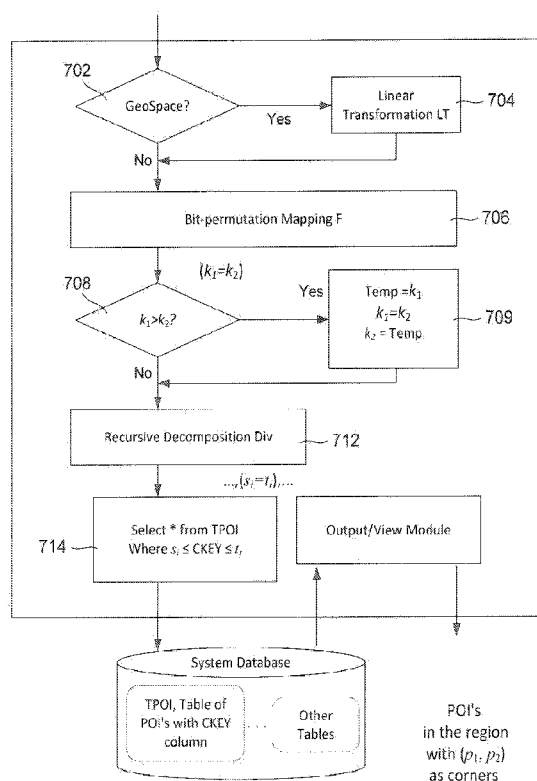 702
GeoSpace?
Yes
Linear
Transformation LT
704
No
Bit-permutation Mapping F
706
(k₁=k₂)
708
k₁>k₂?
Yes
Temp =k₁
k₁=k₂
k₂ = Temp
709
No
Recursive Decomposition Div
712
...,(sᵢ=tᵢ),...
714
Select * from TPOI
Where sᵢ ≤ CKEY ≤ tᵢ
Output/View Module
System Database
TPOI, Table of
POI's with CKEY
column
Other
Tables
POI's
in the region
with (p₁, p₂)
as corners